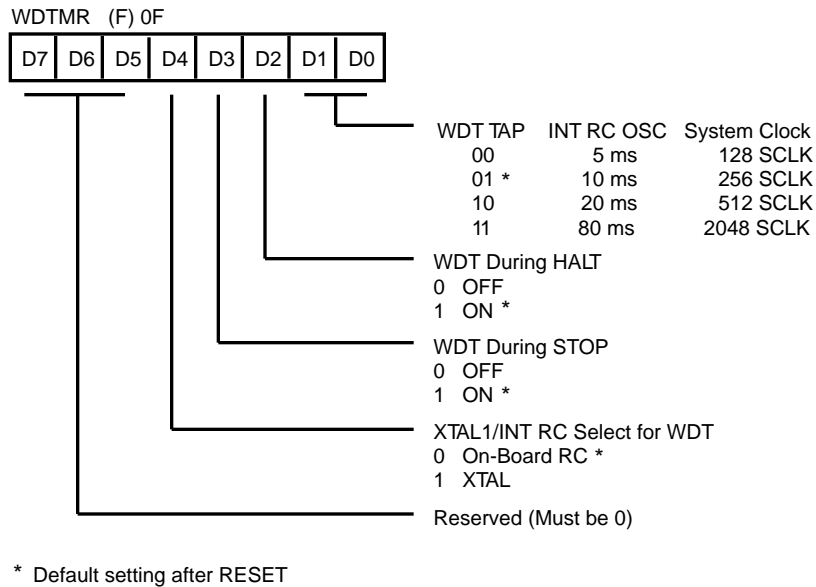 WDTMR (F) 0F
D7 D6 D5 D4 D3 D2 D1 D0
WDT TAP INT RC OSC System Clock
00 5 ms 128 SCLK
01 * 10 ms 256 SCLK
10 20 ms 512 SCLK
11 80 ms 2048 SCLK
WDT During HALT
0 OFF
1 ON *
WDT During STOP
0 OFF
1 ON *
XTAL1/INT RC Select for WDT
0 On-Board RC *
1 XTAL
Reserved (Must be 0)
* Default setting after RESET